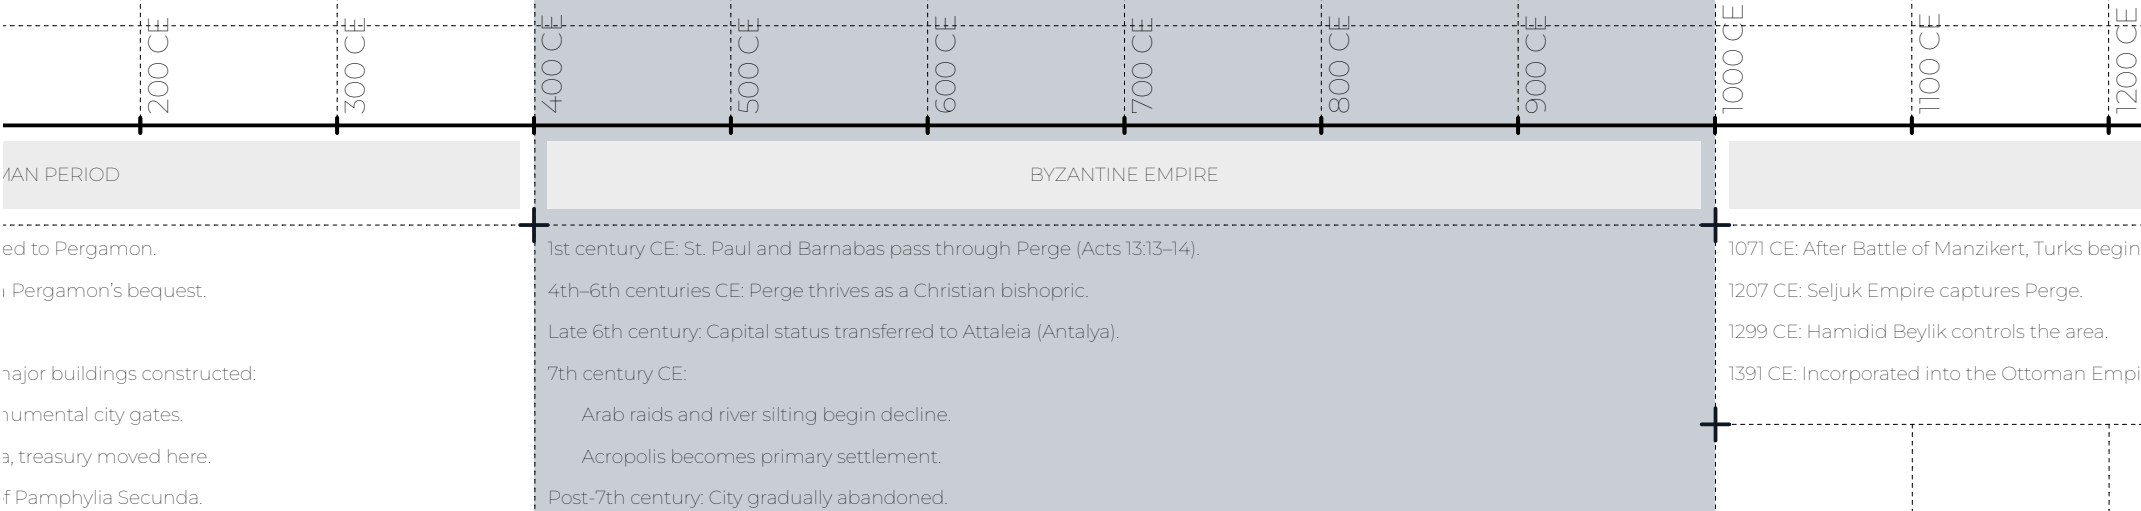 200 CE
300 CE
400 CE
500 CE
600 CE
700 CE
800 CE
900 CE
1000 CE
1100 CE
1200 CE
PERIOD
BYZANTINE EMPIRE
to Pergamon.
Pergamon's bequest.
buildings constructed:
city gates.
treasury moved here.
Pamphylia Secunda.
1st century CE: St. Paul and Barnabas pass through Perge (Acts 13:13–14).
4th–6th centuries CE: Perge thrives as a Christian bishopric.
Late 6th century: Capital status transferred to Attaleia (Antalya).
7th century CE:
Arab raids and river silting begin decline.
Acropolis becomes primary settlement.
Post-7th century: City gradually abandoned.
1071 CE: After Battle of Manzikert, Turks begin
1207 CE: Seljuk Empire captures Perge.
1299 CE: Hamidid Beylik controls the area.
1391 CE: Incorporated into the Ottoman